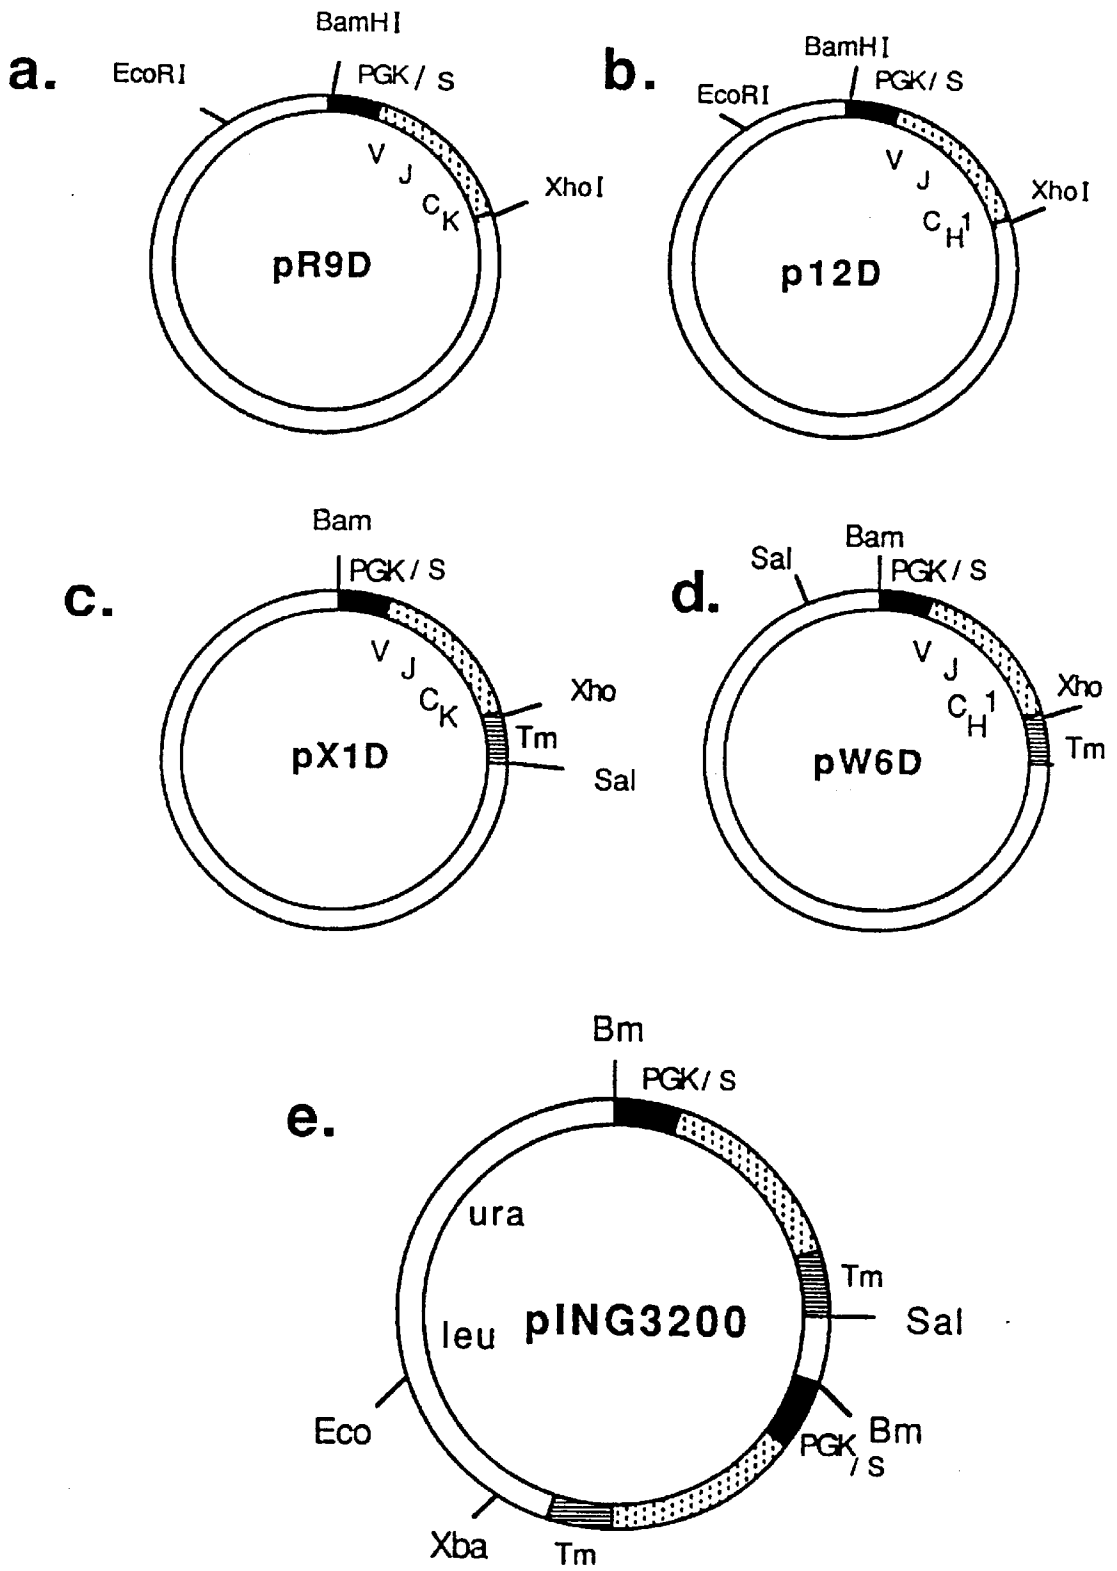 a.
BamHI
EcoRI
PGK / S
V
J
CK
XhoI
pR9D
b.
BamHI
EcoRI
PGK / S
V
J
CH1
XhoI
p12D
c.
Bam
PGK / S
V
J
CK
Xho
Tm
Sal
pX1D
d.
Sal
Bam
PGK / S
V
J
CH1
Xho
Tm
pW6D
e.
Bm
PGK / S
ura
Tm
leu
pING3200
Sal
Eco
Bm
PGK
/ S
Xba
Tm